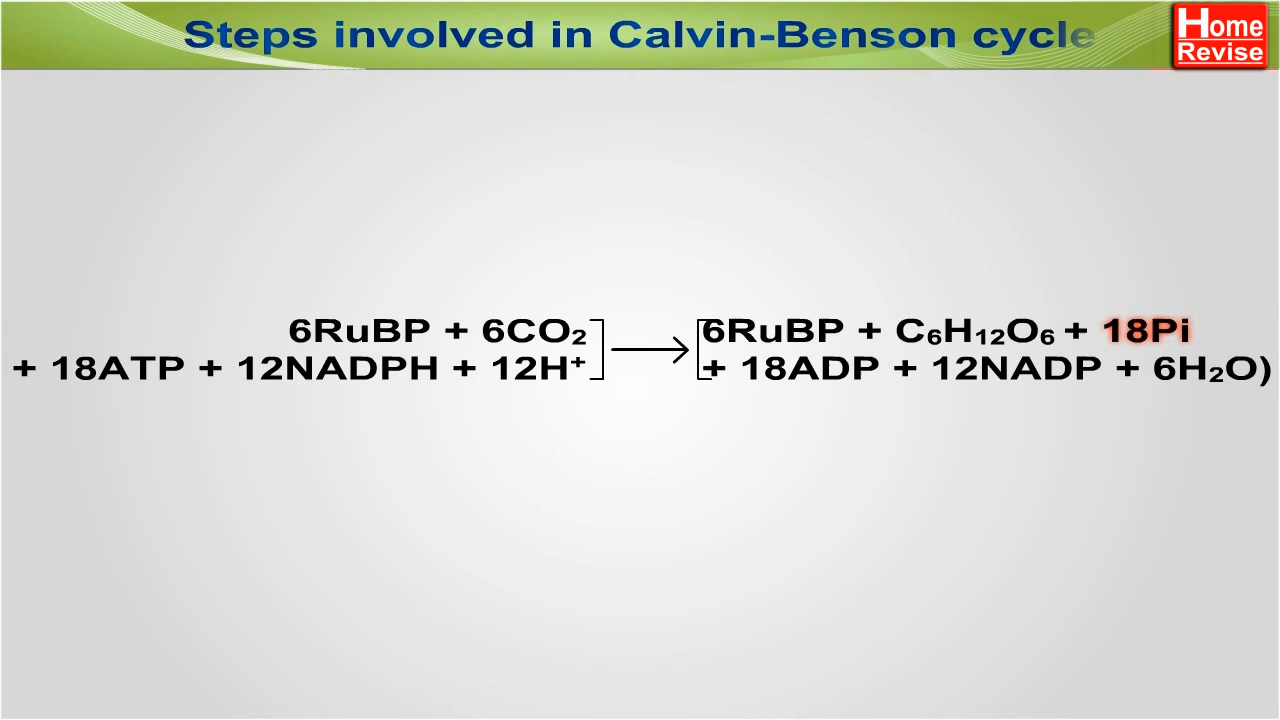 Steps involved in Calvin-Benson cycle
Home
Revise
6RuBP + 6CO₂
+ 18ATP + 12NADPH + 12H⁺
6RuBP + C₆H₁₂O₆ + 18Pi
+ 18ADP + 12NADP + 6H₂O)